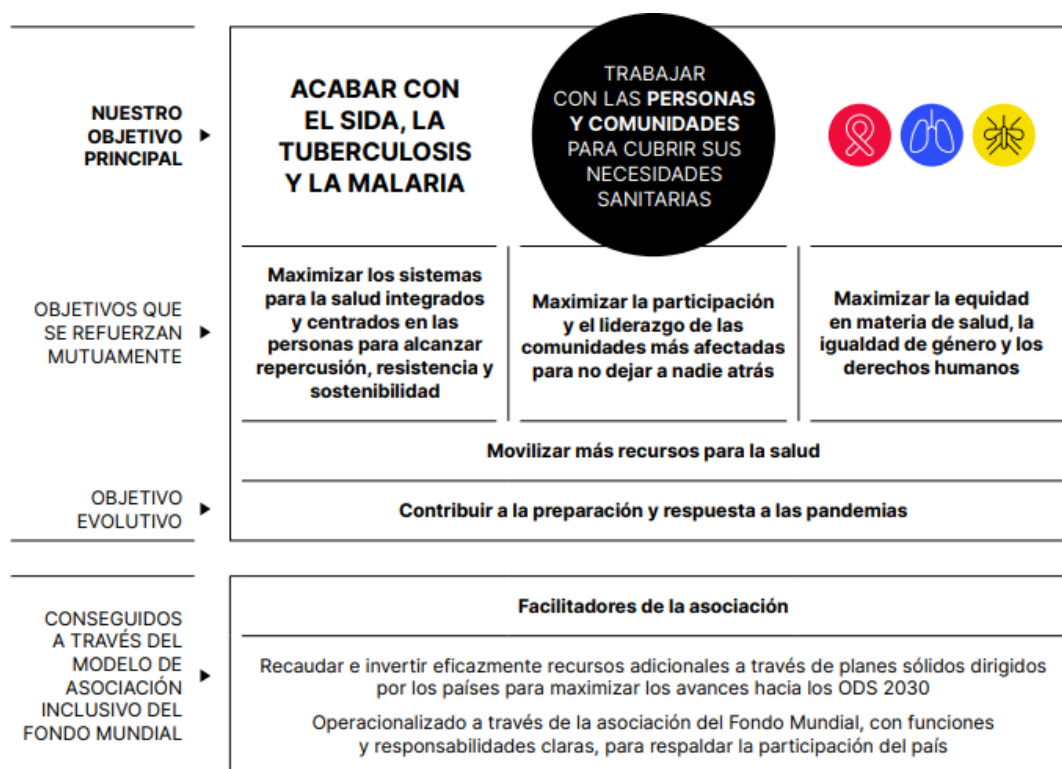 NUESTRO
OBJETIVO
PRINCIPAL
ACABAR CON
EL SIDA, LA
TUBERCULOSIS
Y LA MALARIA
TRABAJAR
CON LAS PERSONAS
Y COMUNIDADES
PARA CUBRIR SUS
NECESIDADES
SANITARIAS
OBJETIVOS QUE
SE REFUERZAN
MUTUAMENTE
Maximizar los sistemas
para la salud integrados
y centrados en las
personas para alcanzar
repercusión, resistencia y
sostenibilidad
Maximizar la participación
y el liderazgo de las
comunidades más afectadas
para no dejar a nadie atrás
Maximizar la equidad
en materia de salud, la
igualdad de género y los
derechos humanos
Movilizar más recursos para la salud
OBJETIVO
EVOLUTIVO
Contribuir a la preparación y respuesta a las pandemias
CONSEGUIDOS
A TRAVÉS DEL
MODELO DE
ASOCIACIÓN
INCLUSIVO DEL
FONDO MUNDIAL
Facilitadores de la asociación
Recaudar e invertir eficazmente recursos adicionales a través de planes sólidos dirigidos
por los países para maximizar los avances hacia los ODS 2030
Operacionalizado a través de la asociación del Fondo Mundial, con funciones
y responsabilidades claras, para respaldar la participación del país